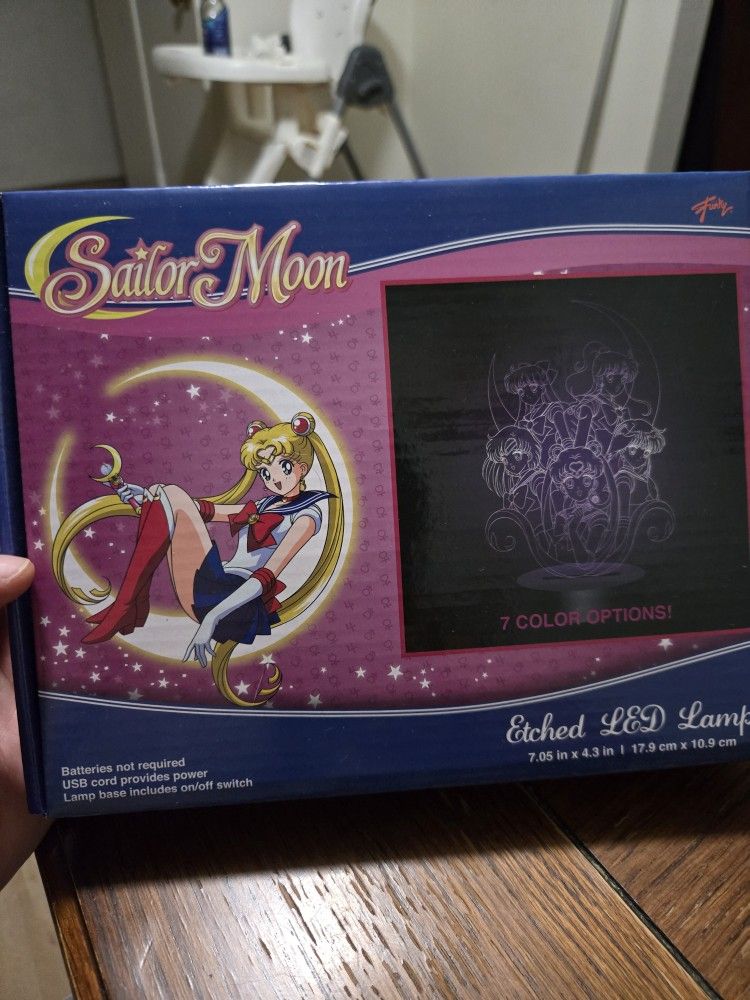 Sailor Moon
Funky
7 COLOR OPTIONS!
Etched LED Lamp
7.05 in x 4.3 in | 17.9 cm x 10.9 cm
Batteries not required
USB cord provides power
Lamp base includes on/off switch